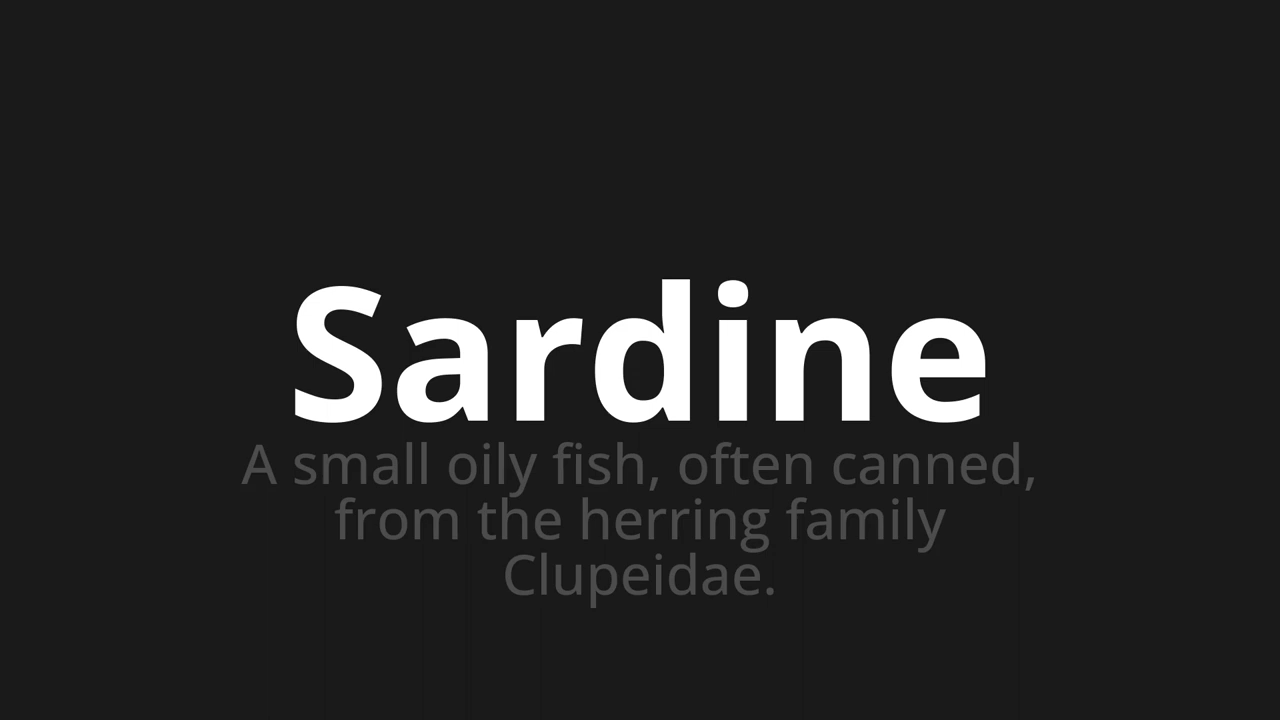 Sardine
A small oily fish, often canned,
from the herring family
Clupeidae.